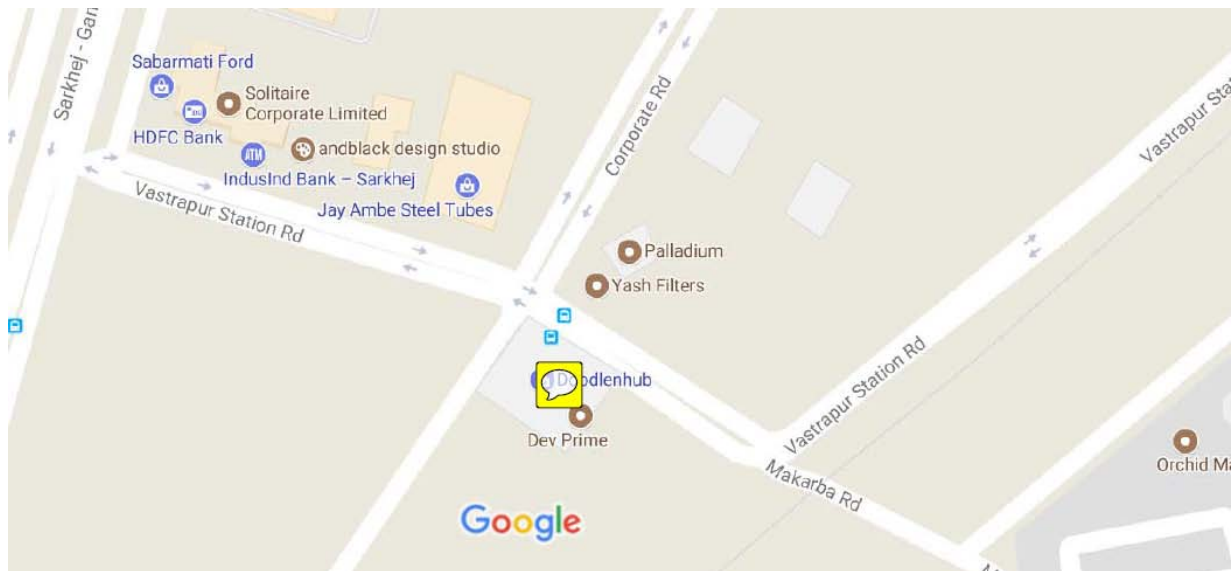 Sarkhej - Gan
Sabarmati Ford
Solitaire
Corporate Limited
HDFC Bank
ATM
andblack design studio
IndusInd Bank – Sarkhej
Jay Ambe Steel Tubes
Vastrapur Station Rd
Corporate Rd
Vastrapur Sta
Palladium
Yash Filters
Doodlenhub
Dev Prime
Vastrapur Station Rd
Makarba Rd
Orchid Ma
Google
M